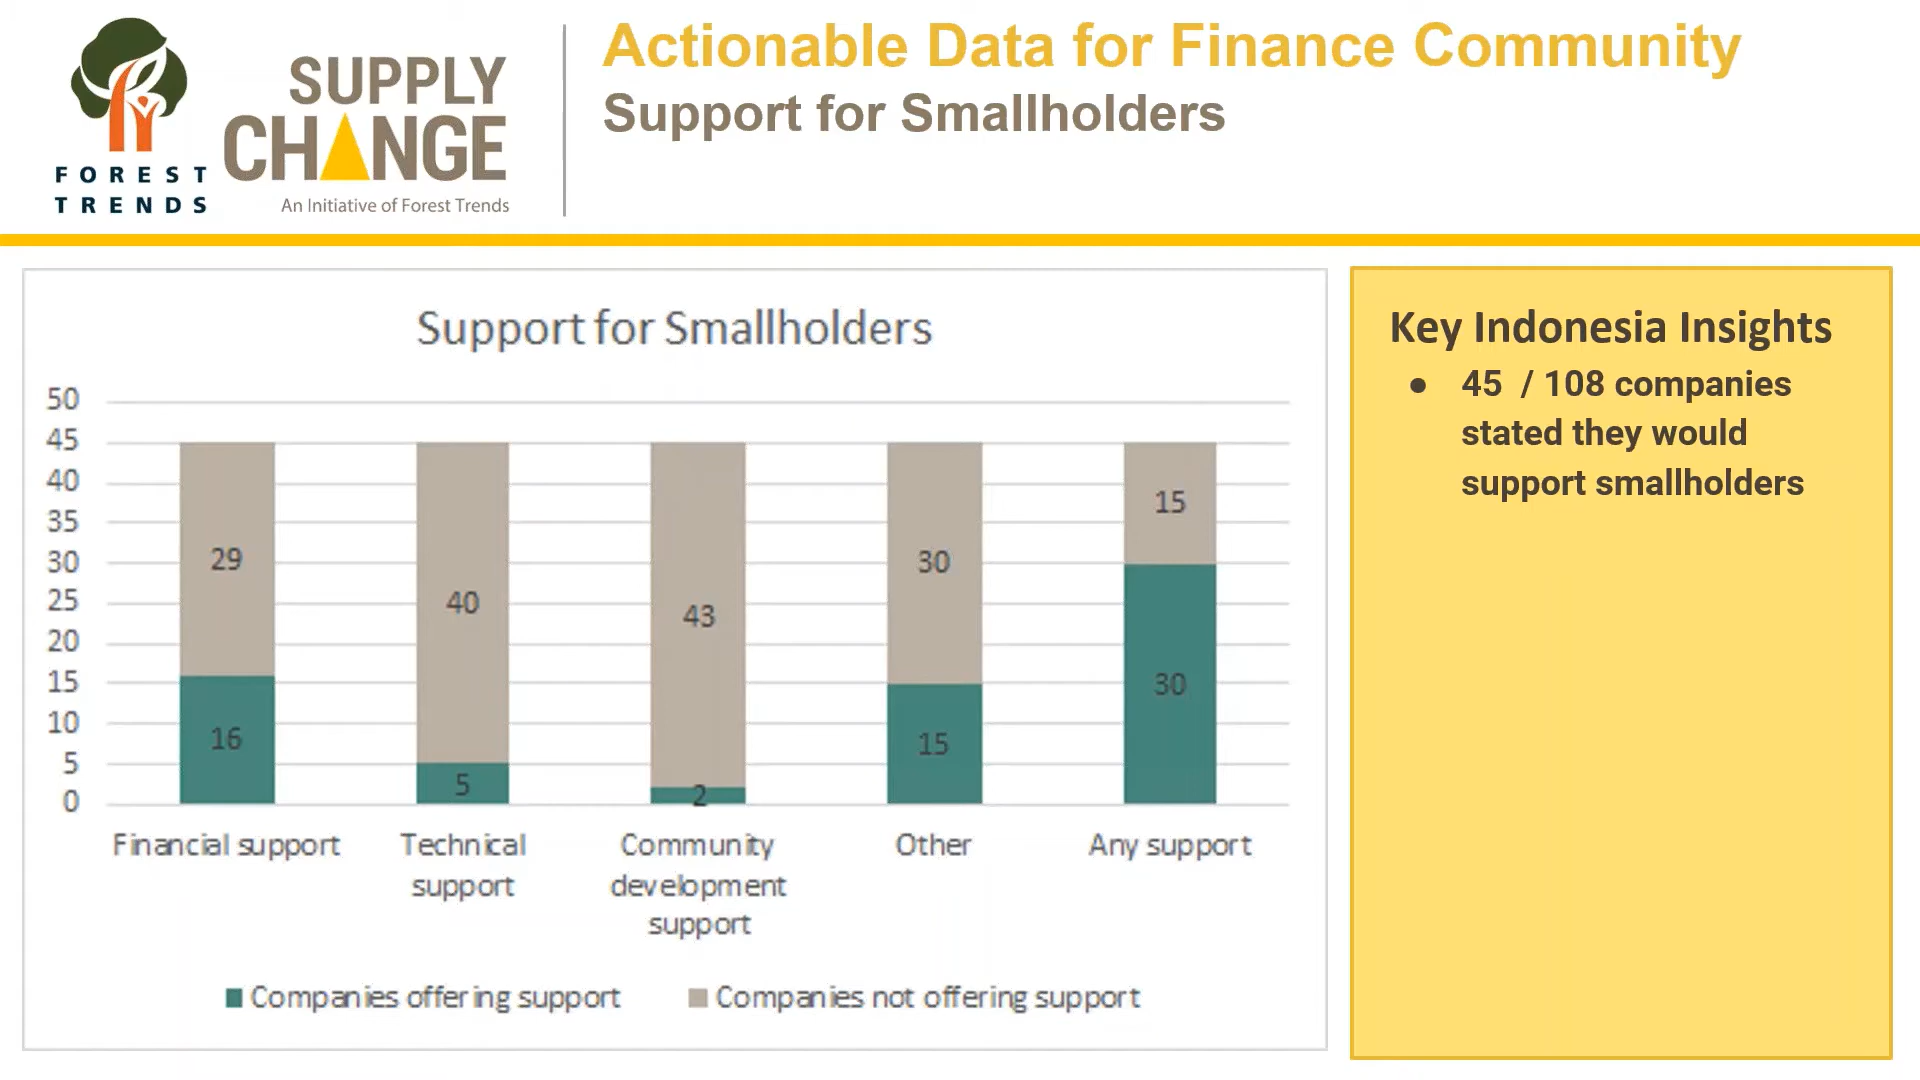 FOREST
TRENDS
SUPPLY
CHANGE
An Initiative of Forest Trends
Actionable Data for Finance Community
Support for Smallholders
Support for Smallholders
50
45
40
35
30
25
20
15
10
5
0
29
16
40
5
43
2
30
15
15
30
Financial support
Technical
support
Community
development
support
Other
Any support
Companies offering support
Companies not offering support
Key Indonesia Insights
● 45 / 108 companies
stated they would
support smallholders